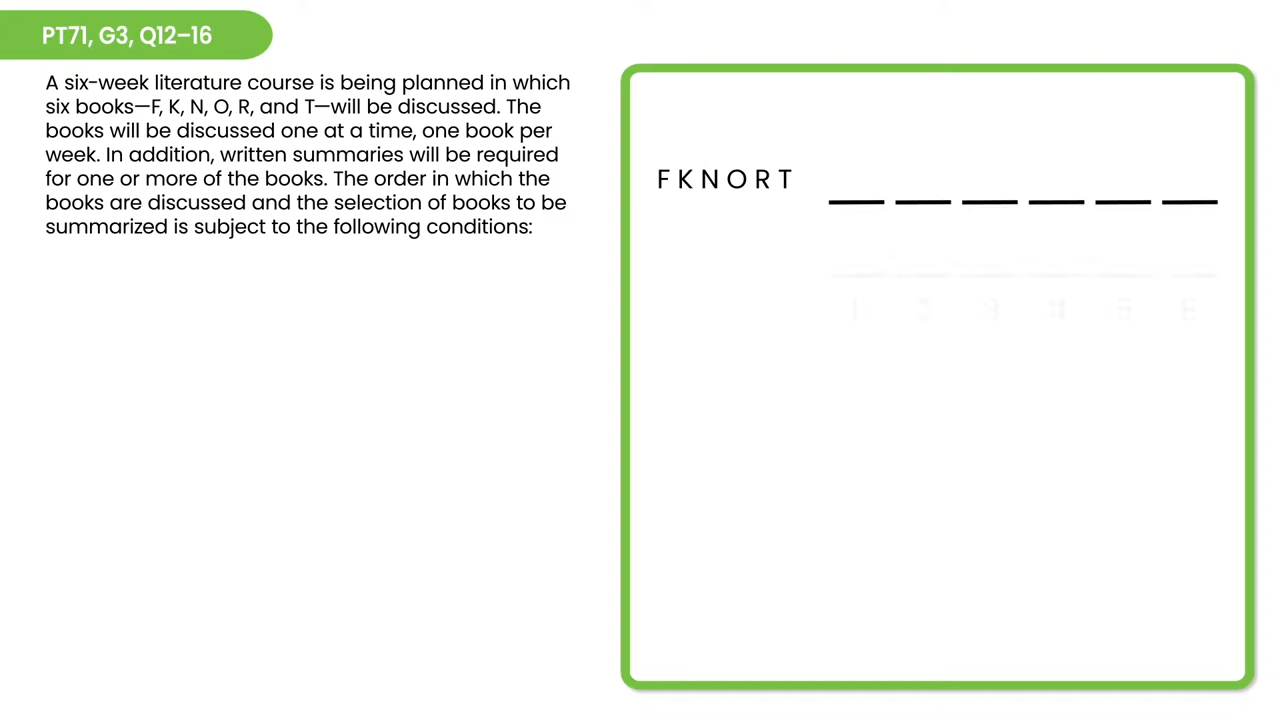 PT71, G3, Q12–16
A six-week literature course is being planned in which
six books—F, K, N, O, R, and T—will be discussed. The
books will be discussed one at a time, one book per
week. In addition, written summaries will be required
for one or more of the books. The order in which the
books are discussed and the selection of books to be
summarized is subject to the following conditions:
F K N O R T